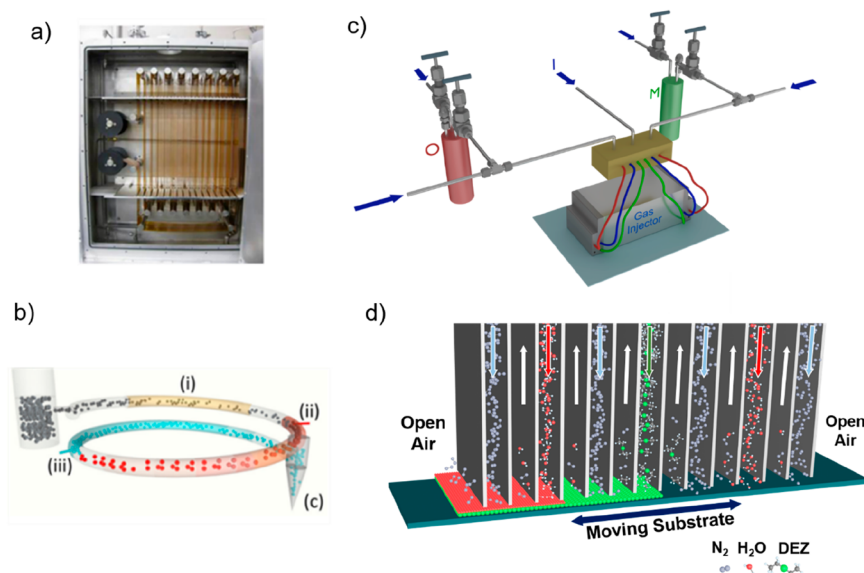 a)
c)
I
M
O
Gas
Injector
b)
(i)
(ii)
(iii)
(c)
d)
Open
Air
Open
Air
Moving Substrate
N₂ H₂O DEZ